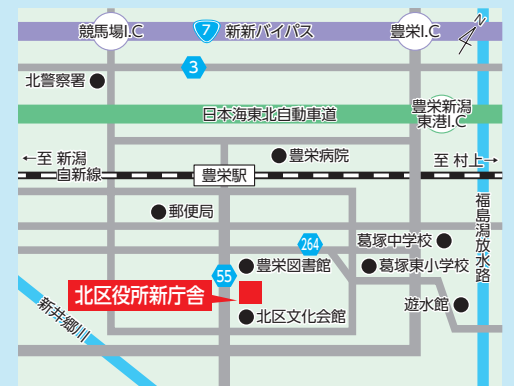 競馬場I.C
7
新新バイパス
豊栄I.C
N
3
北警察署
日本海東北自動車道
豊栄新潟
東港I.C
豊栄病院
←至 新潟
白新線
豊栄駅
至 村上→
郵便局
福島潟放水路
264
葛塚中学校
55
豊栄図書館
葛塚東小学校
北区役所新庁舎
新井郷川
北区文化会館
遊水館